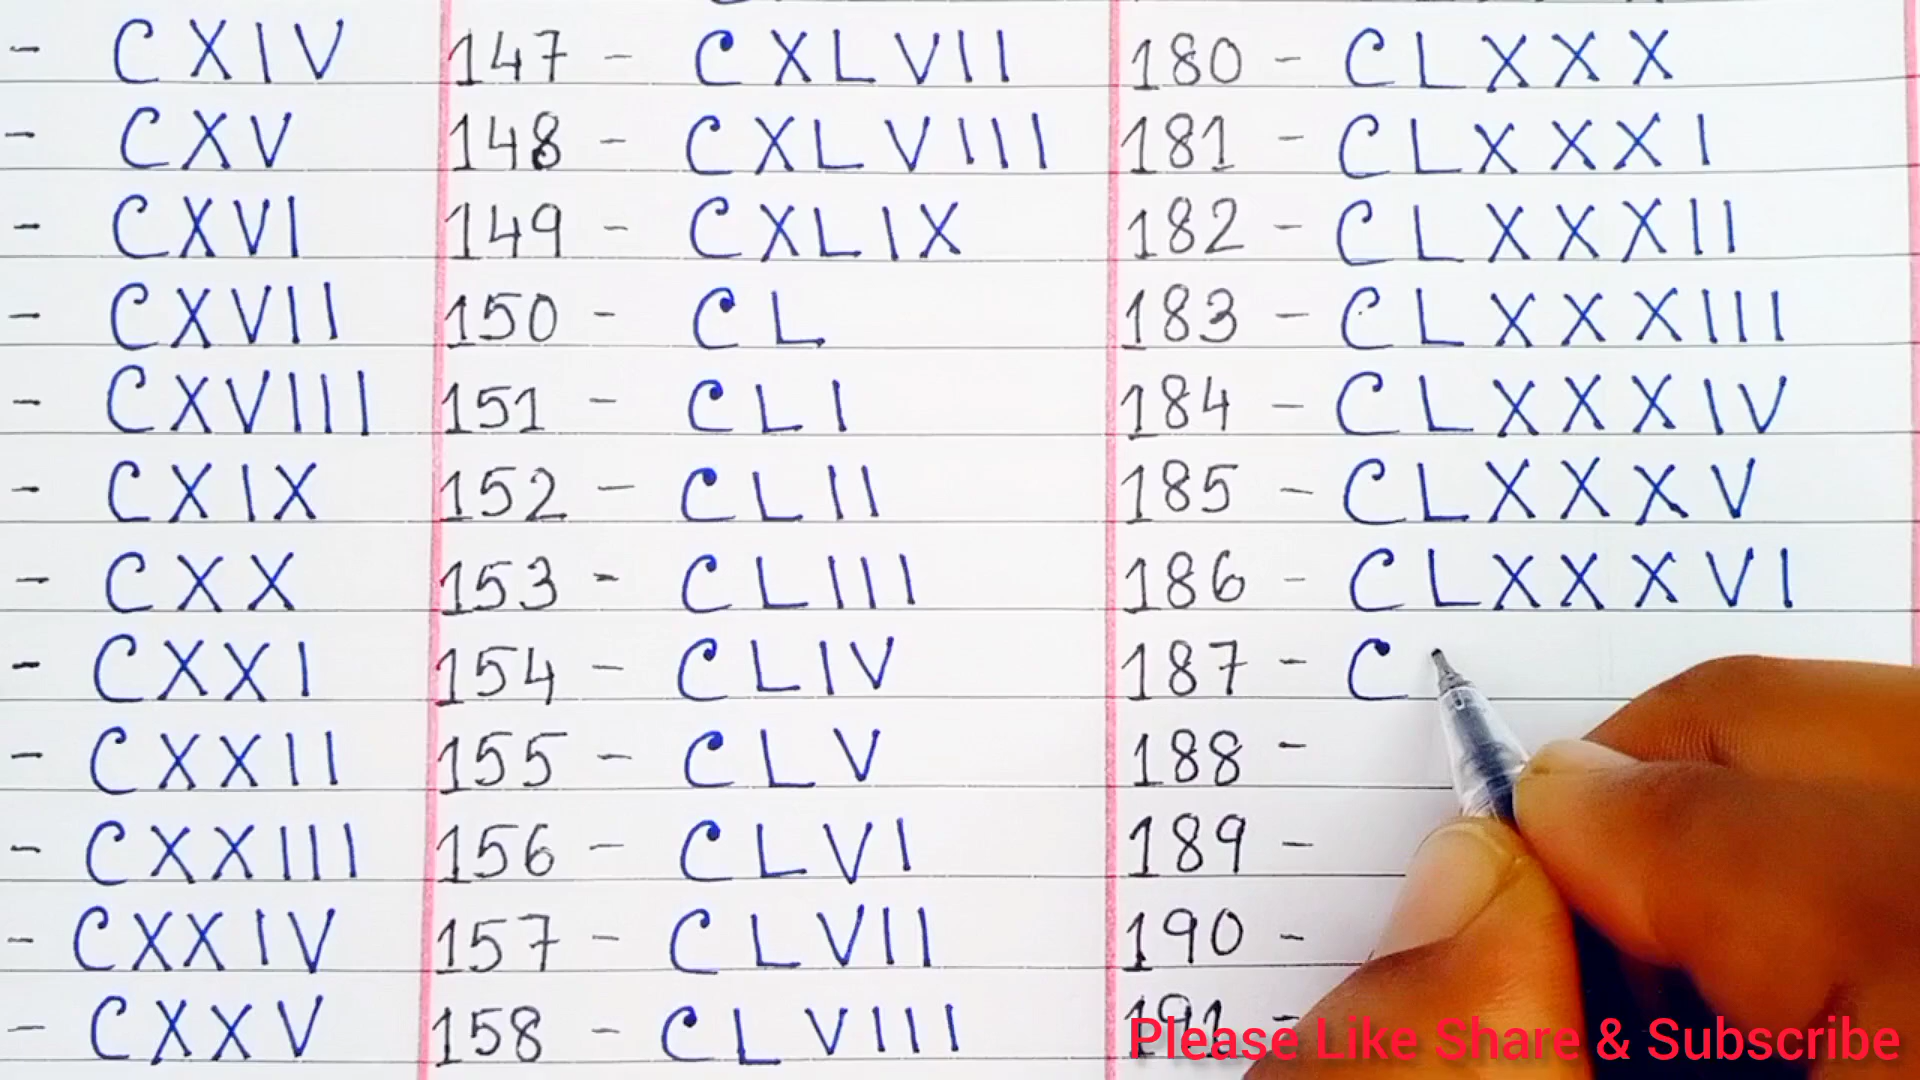 - CXIV
- CXV
- CXVI
- CXVII
- CXVIII
- CXIX
- CXX
- CXXI
- CXXII
- CXXIII
- CXXIV
- CXXV
147 - CXLVII
148 - CXLVIII
149 - CXLIX
150 - CL
151 - CLI
152 - CLII
153 - CLIII
154 - CLIV
155 - CLV
156 - CLVI
157 - CLVII
158 - CLVIII
180 - CLXXX
181 - CLXXXI
182 - CLXXXII
183 - CLXXXIII
184 - CLXXXIV
185 - CLXXXV
186 - CLXXXVI
187 - C
188 -
189 -
190 -
191 -
Please Like Share & Subscribe